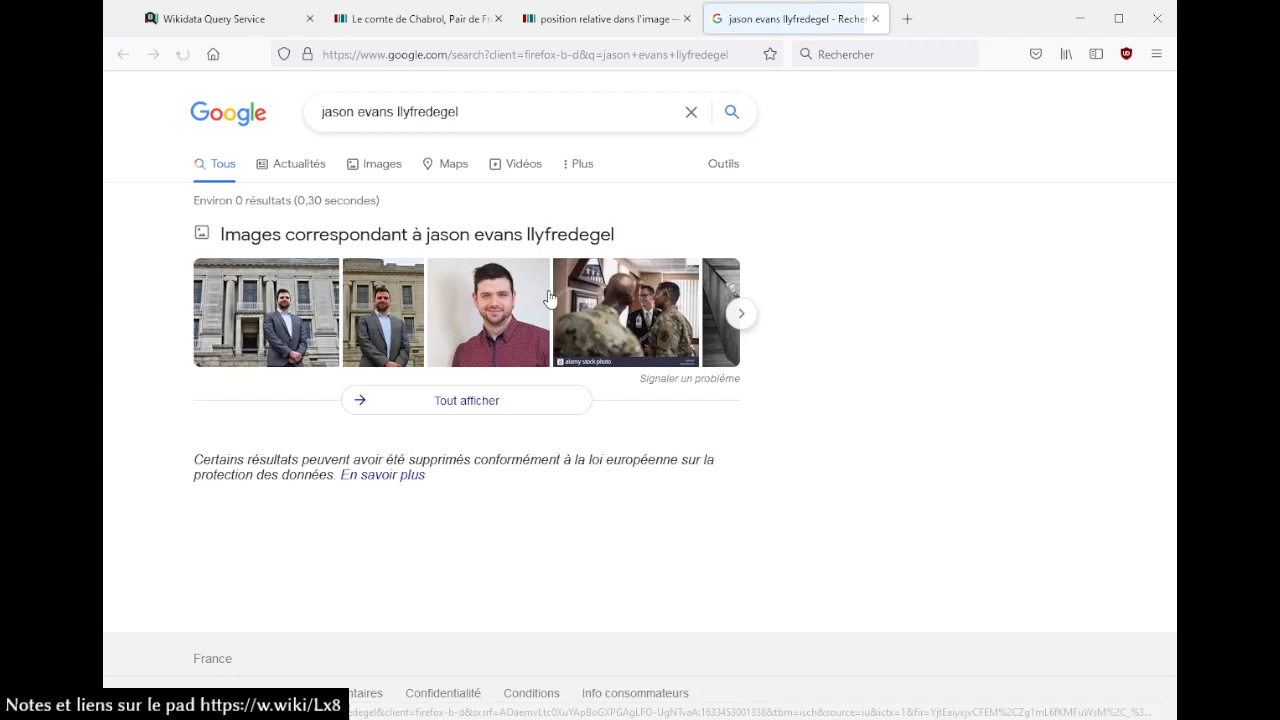 Wikidata Query Service
Le comte de Chabrol, Pair de Fr
position relative dans l'image —
jason evans llyfredegel - Recher
https://www.google.com/search?client=firefox-b-d&q=jason+evans+llyfredegel
Rechercher
Google
jason evans llyfredegel
Tous
Actualités
Images
Maps
Vidéos
Plus
Outils
Environ 0 résultats (0,30 secondes)
Images correspondant à jason evans llyfredegel
alamy stock photo
Signaler un problème
Tout afficher
Certains résultats peuvent avoir été supprimés conformément à la loi européenne sur la
protection des données. En savoir plus
France
Confidentialité
Conditions
Info consommateurs
Notes et liens sur le pad https://w.wiki/Lx8